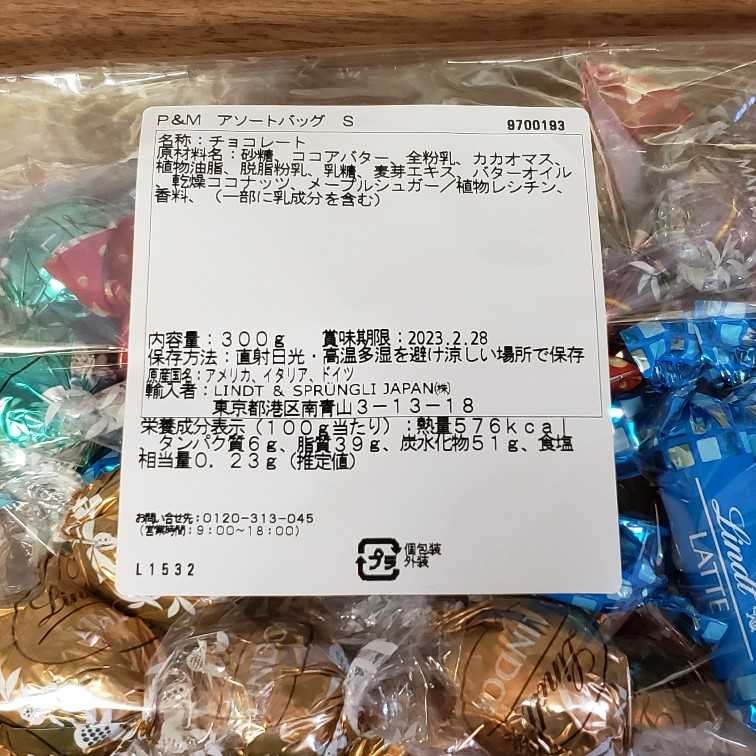 P&M アソートバッグ S
9700193
名称：チョコレート
原材料名：砂糖、ココアバター、全粉乳、カカオマス、
植物油脂、脱脂粉乳、乳糖、麦芽エキス、バターオイル
、乾燥ココナッツ、メープルシュガー／植物レシチン、
香料、（一部に乳成分を含む）
内容量：３００ｇ 賞味期限：2023.2.28
保存方法：直射日光・高温多湿を避け涼しい場所で保存
原産国名：アメリカ、イタリア、ドイツ
輸入者：LINDT & SPRUNGLI JAPAN㈱
東京都港区南青山３－１３－１８
栄養成分表示（１００ｇ当たり）：熱量５７６ｋｃａｌ
タンパク質６ｇ、脂質３９ｇ、炭水化物５１ｇ、食塩
相当量０．２３ｇ（推定値）
お問い合せ先：0120-313-045
（営業時間：９：００～１８：００）
プラ
個包装
外装
L1532
Lindt
LATTE
Lindt
LINDOR
Lindt